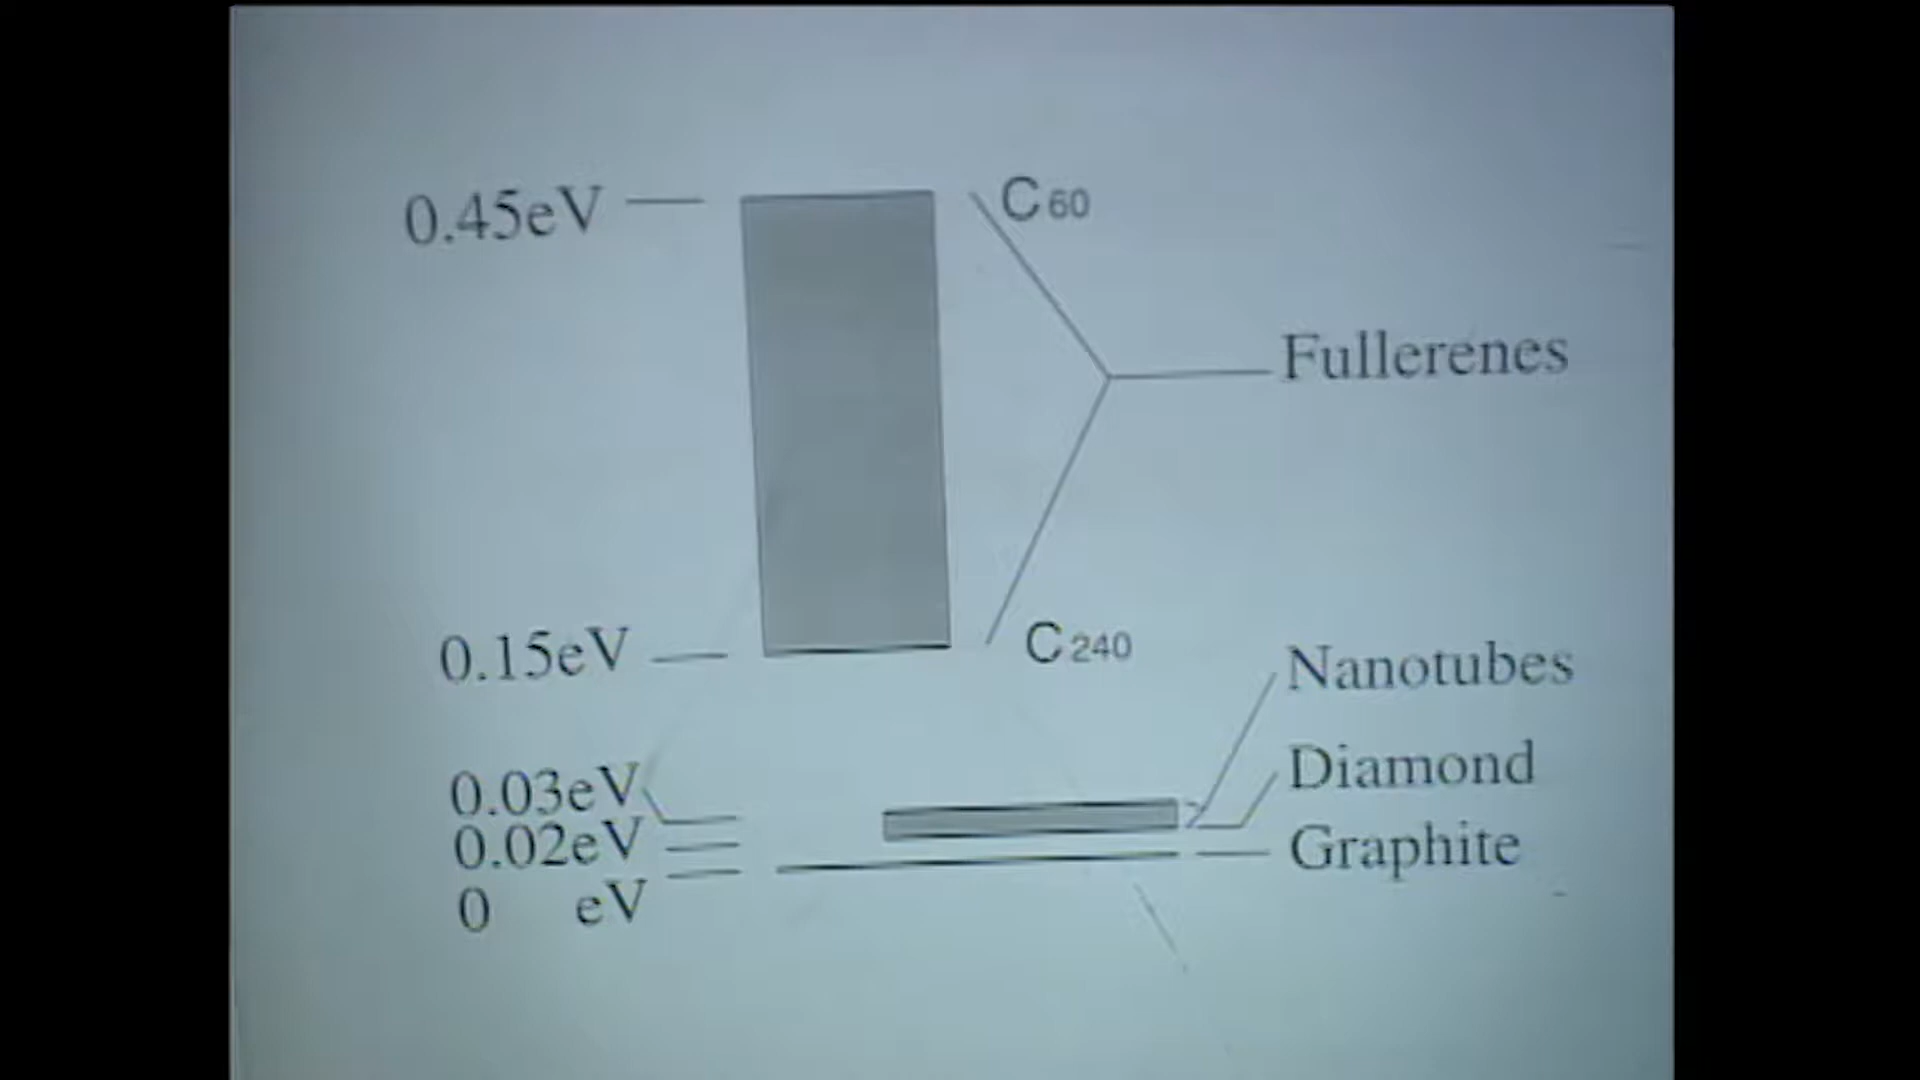 0.45eV
C60
Fullerenes
0.15eV
C240
Nanotubes
0.03eV
Diamond
0.02eV
Graphite
0 eV